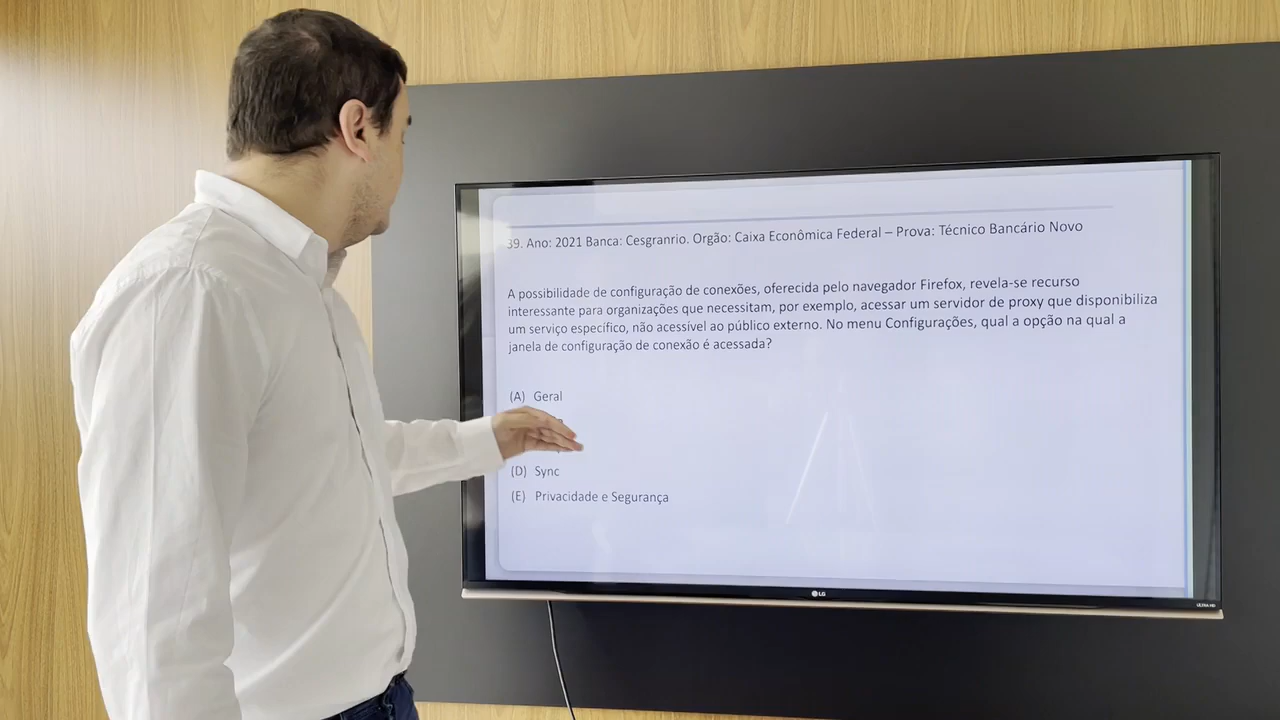 39. Ano: 2021 Banca: Cesgranrio. Orgão: Caixa Econômica Federal – Prova: Técnico Bancário Novo
A possibilidade de configuração de conexões, oferecida pelo navegador Firefox, revela-se recurso
interessante para organizações que necessitam, por exemplo, acessar um servidor de proxy que disponibiliza
um serviço específico, não acessível ao público externo. No menu Configurações, qual a opção na qual a
janela de configuração de conexão é acessada?
(A) Geral
(D) Sync
(E) Privacidade e Segurança
LG
ULTRA HD